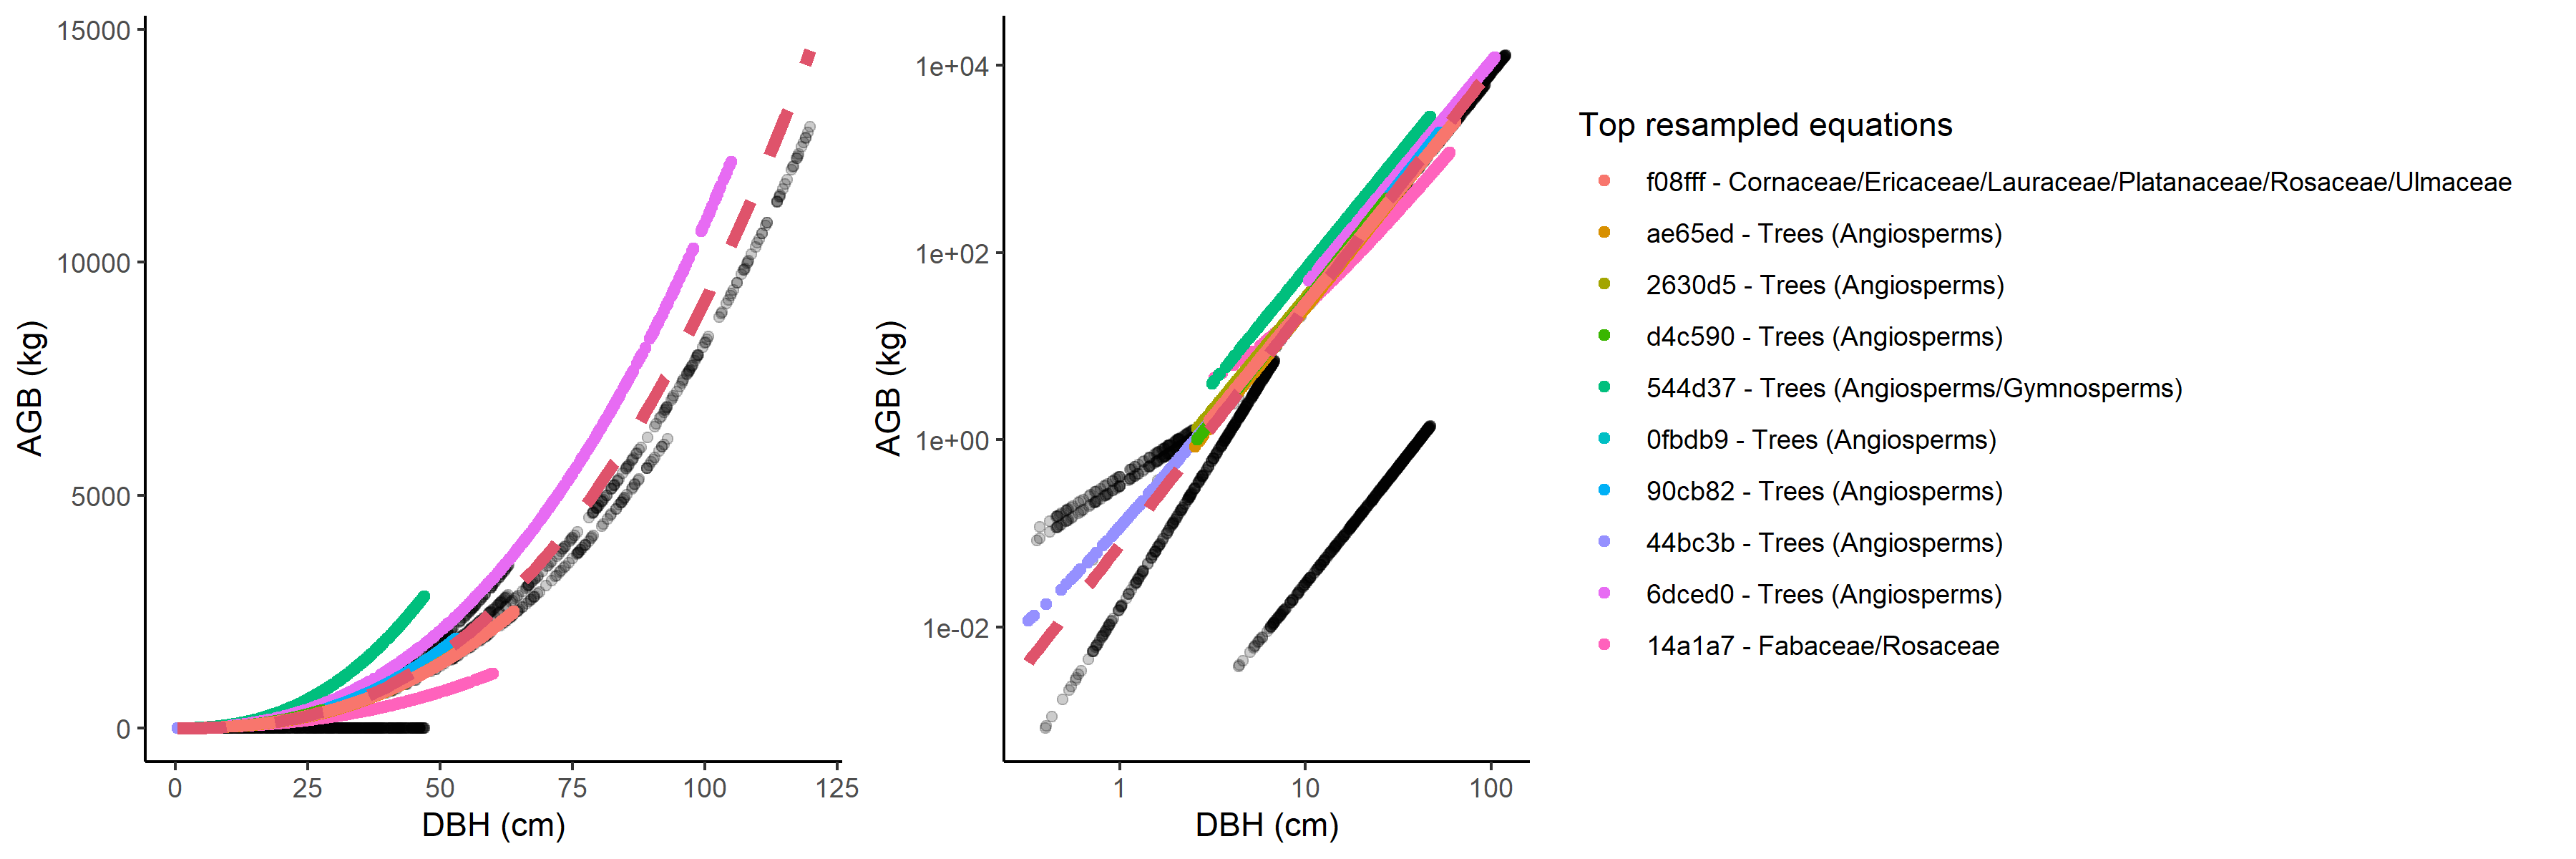 15000
10000
5000
0
AGB (kg)
0 25 50 75 100 125
DBH (cm)
1e+04
1e+02
1e+00
1e-02
AGB (kg)
1 10 100
DBH (cm)
Top resampled equations
f08fff - Cornaceae/Ericaceae/Lauraceae/Platanaceae/Rosaceae/Ulmaceae
ae65ed - Trees (Angiosperms)
2630d5 - Trees (Angiosperms)
d4c590 - Trees (Angiosperms)
544d37 - Trees (Angiosperms/Gymnosperms)
0fbdb9 - Trees (Angiosperms)
90cb82 - Trees (Angiosperms)
44bc3b - Trees (Angiosperms)
6dced0 - Trees (Angiosperms)
14a1a7 - Fabaceae/Rosaceae